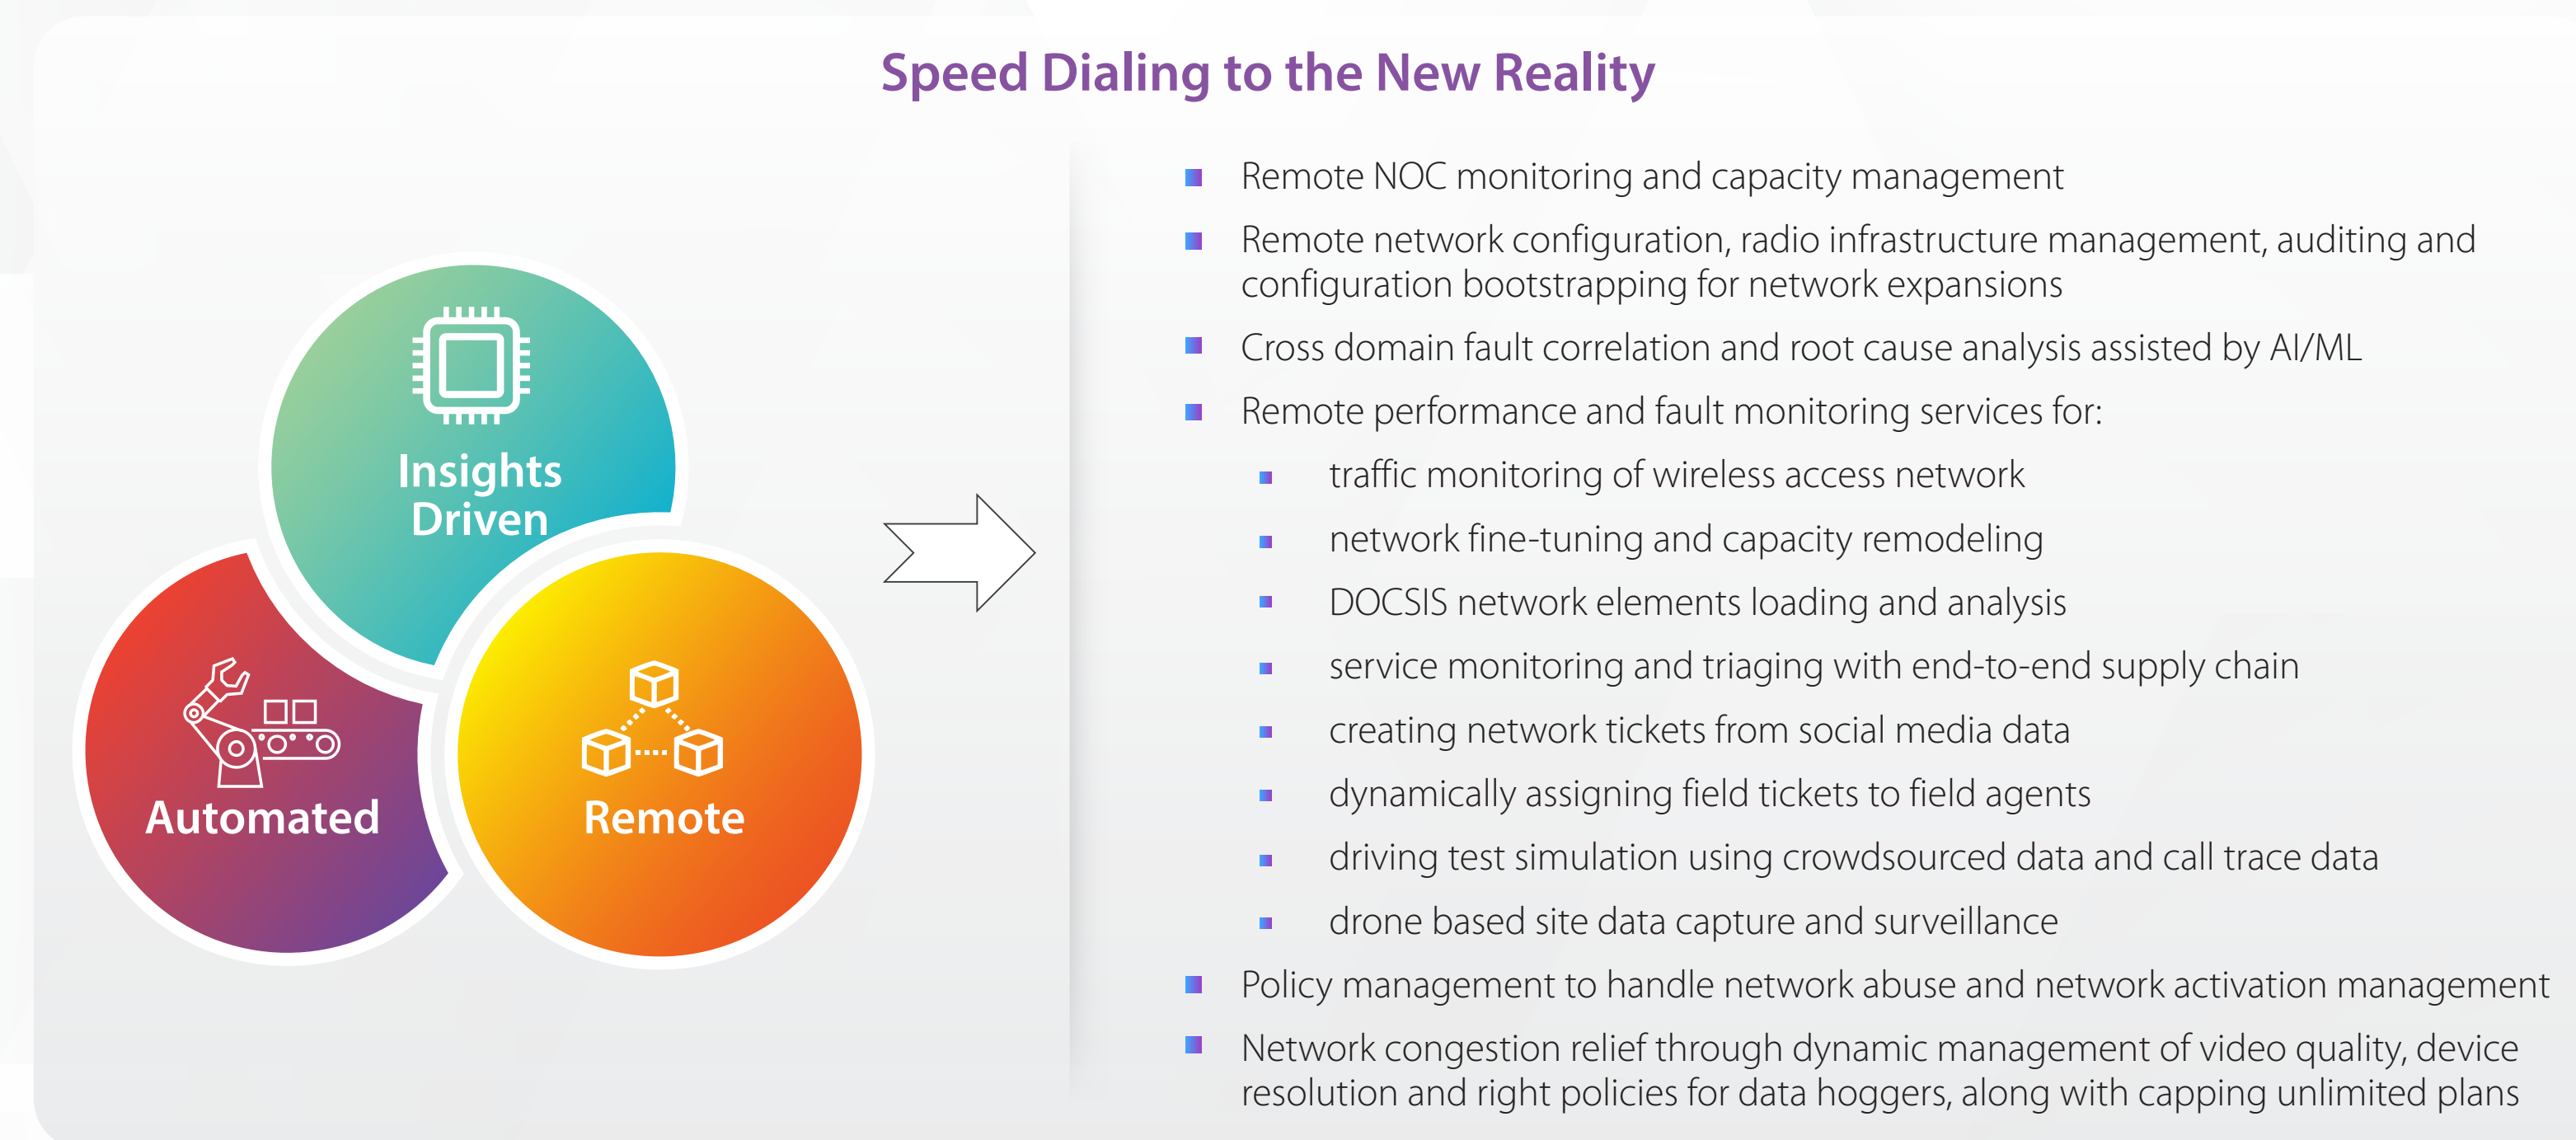 Speed Dialing to the New Reality
Insights
Driven
Automated
Remote
Remote NOC monitoring and capacity management
Remote network configuration, radio infrastructure management, auditing and
configuration bootstrapping for network expansions
Cross domain fault correlation and root cause analysis assisted by AI/ML
Remote performance and fault monitoring services for:
traffic monitoring of wireless access network
network fine-tuning and capacity remodeling
DOCSIS network elements loading and analysis
service monitoring and triaging with end-to-end supply chain
creating network tickets from social media data
dynamically assigning field tickets to field agents
driving test simulation using crowdsourced data and call trace data
drone based site data capture and surveillance
Policy management to handle network abuse and network activation management
Network congestion relief through dynamic management of video quality, device
resolution and right policies for data hoggers, along with capping unlimited plans